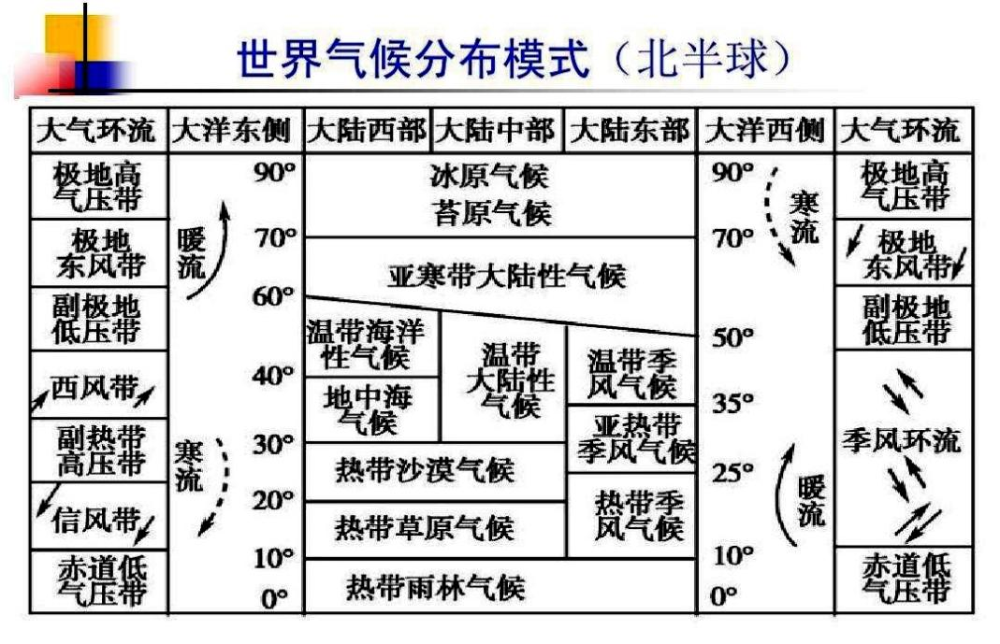 世界气候分布模式（北半球）
大气环流 大洋东侧 大陆西部 大陆中部 大陆东部 大洋西侧 大气环流
极地高
气压带
极地
东风带
副极地
低压带
西风带
副热带
高压带
信风带
赤道低
气压带
暖
流
寒
流
90°
70°
60°
40°
30°
20°
10°
0°
冰原气候
苔原气候
亚寒带大陆性气候
温带海洋
性气候
地中海
气候
温带
大陆性
气候
温带季
风气候
亚热带
季风气候
热带沙漠气候
热带草原气候
热带季
风气候
热带雨林气候
90°
70°
50°
35°
25°
10°
0°
寒
流
暖
流
极地高
气压带
极地
东风带
副极地
低压带
季风环流
赤道低
气压带